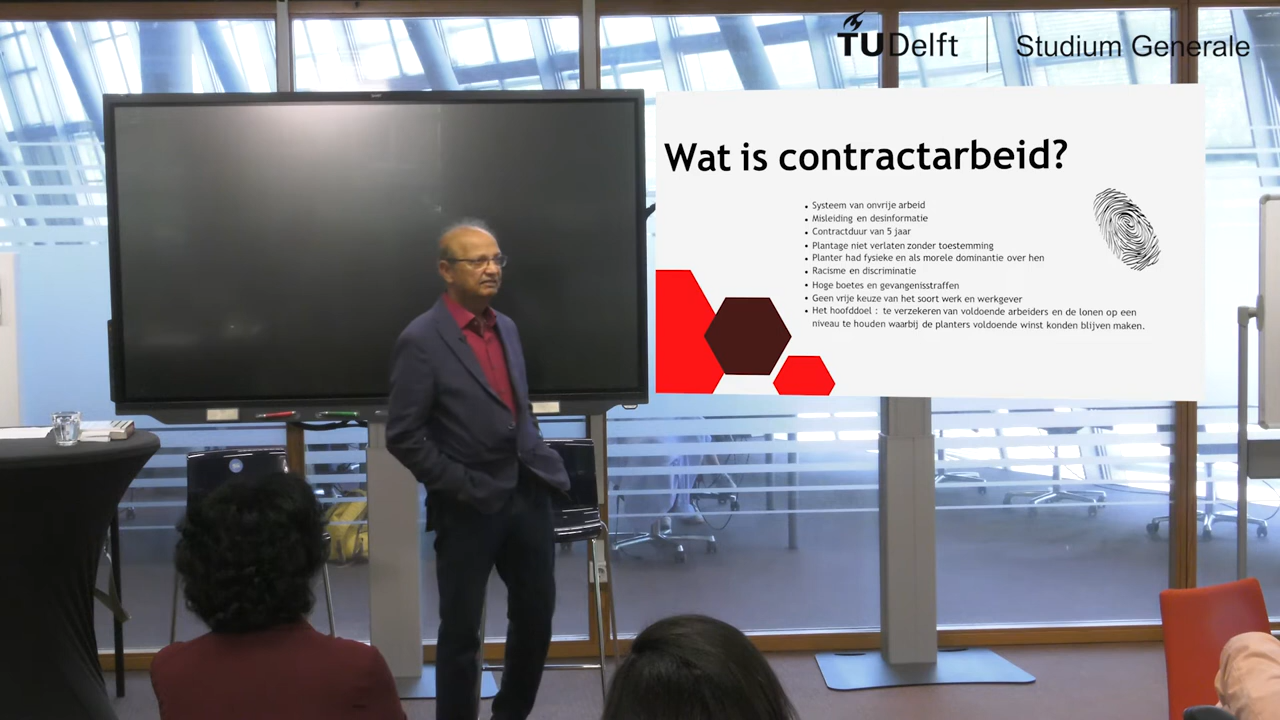 TU Delft
Studium Generale
Wat is contractarbeid?
• Systeem van onvrije arbeid
• Misleiding en desinformatie
• Contractduur van 5 jaar
• Plantage niet verlaten zonder toestemming
• Planter had fysieke en als morele dominantie over hen
• Racisme en discriminatie
• Hoge boetes en gevangenisstraffen
• Geen vrije keuze van het soort werk en werkgever
• Het hoofddoel : te verzekeren van voldoende arbeiders en de lonen op een
niveau te houden waarbij de planters voldoende winst konden blijven maken.